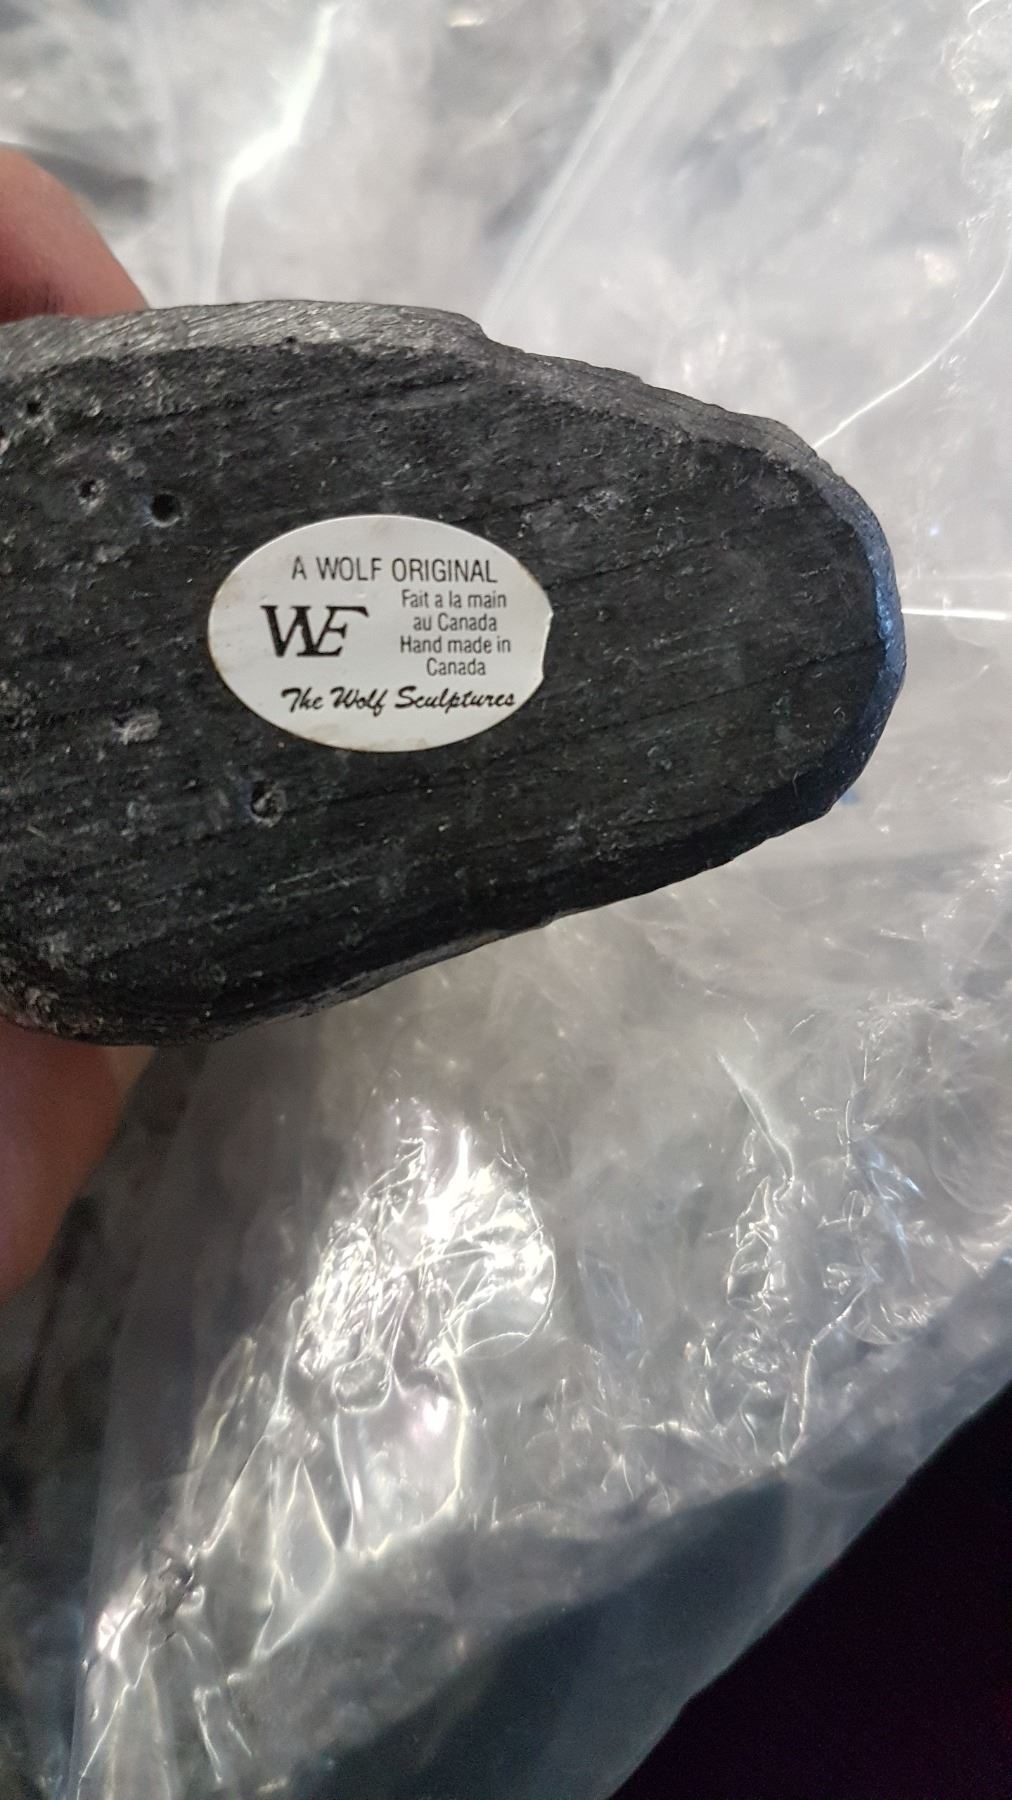 A WOLF ORIGINAL
WE
Fait a la main
au Canada
Hand made in
Canada
The Wolf Sculptures